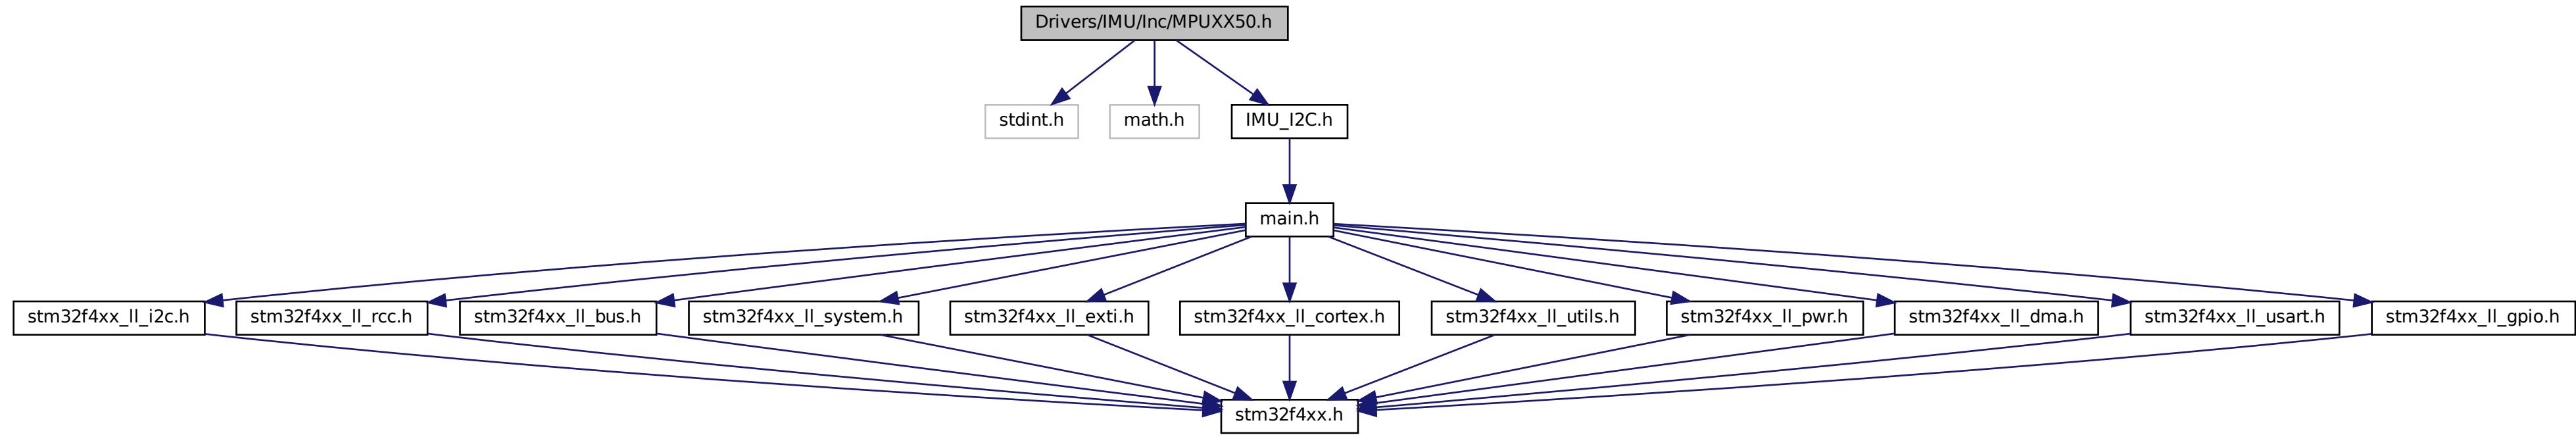 Drivers/IMU/Inc/MPUXX50.h
stdint.h
math.h
IMU_I2C.h
main.h
stm32f4xx_ll_i2c.h
stm32f4xx_ll_rcc.h
stm32f4xx_ll_bus.h
stm32f4xx_ll_system.h
stm32f4xx_ll_exti.h
stm32f4xx_ll_cortex.h
stm32f4xx_ll_utils.h
stm32f4xx_ll_pwr.h
stm32f4xx_ll_dma.h
stm32f4xx_ll_usart.h
stm32f4xx_ll_gpio.h
stm32f4xx.h